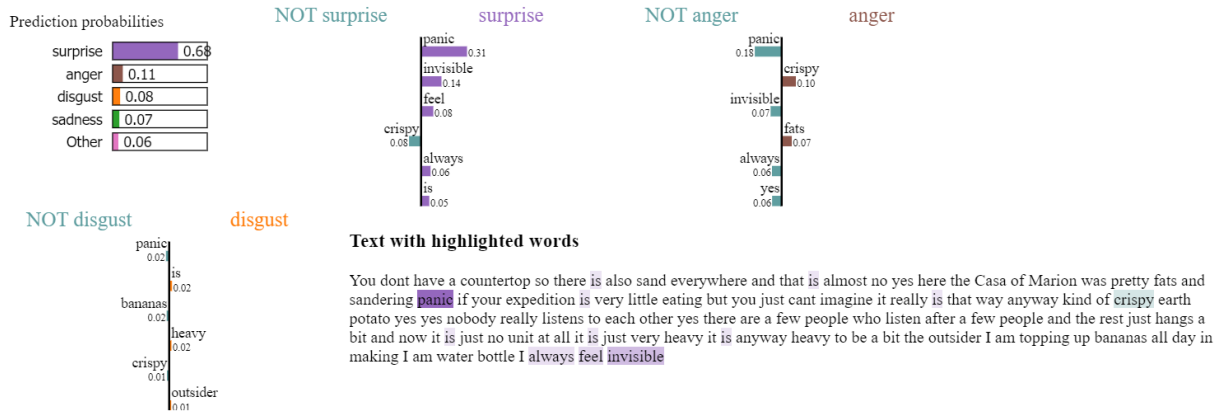 Prediction probabilities
surprise 0.68
anger 0.11
disgust 0.08
sadness 0.07
Other 0.06
NOT surprise surprise
panic
0.31
invisible
0.14
feel
0.08
crispy
0.08
always
0.06
is
0.05
NOT anger anger
panic
0.18
crispy
0.10
invisible
0.07
fats
0.07
always
0.06
yes
0.06
NOT disgust disgust
panic
0.02
is
0.02
bananas
0.02
heavy
0.02
crispy
0.01
outsider
0.01
Text with highlighted words
You dont have a countertop so there is also sand everywhere and that is almost no yes here the Casa of Marion was pretty fats and
sandering panic if your expedition is very little eating but you just cant imagine it really is that way anyway kind of crispy earth
potato yes yes nobody really listens to each other yes there are a few people who listen after a few people and the rest just hangs a
bit and now it is just no unit at all it is just very heavy it is anyway heavy to be a bit the outsider I am topping up bananas all day in
making I am water bottle I always feel invisible